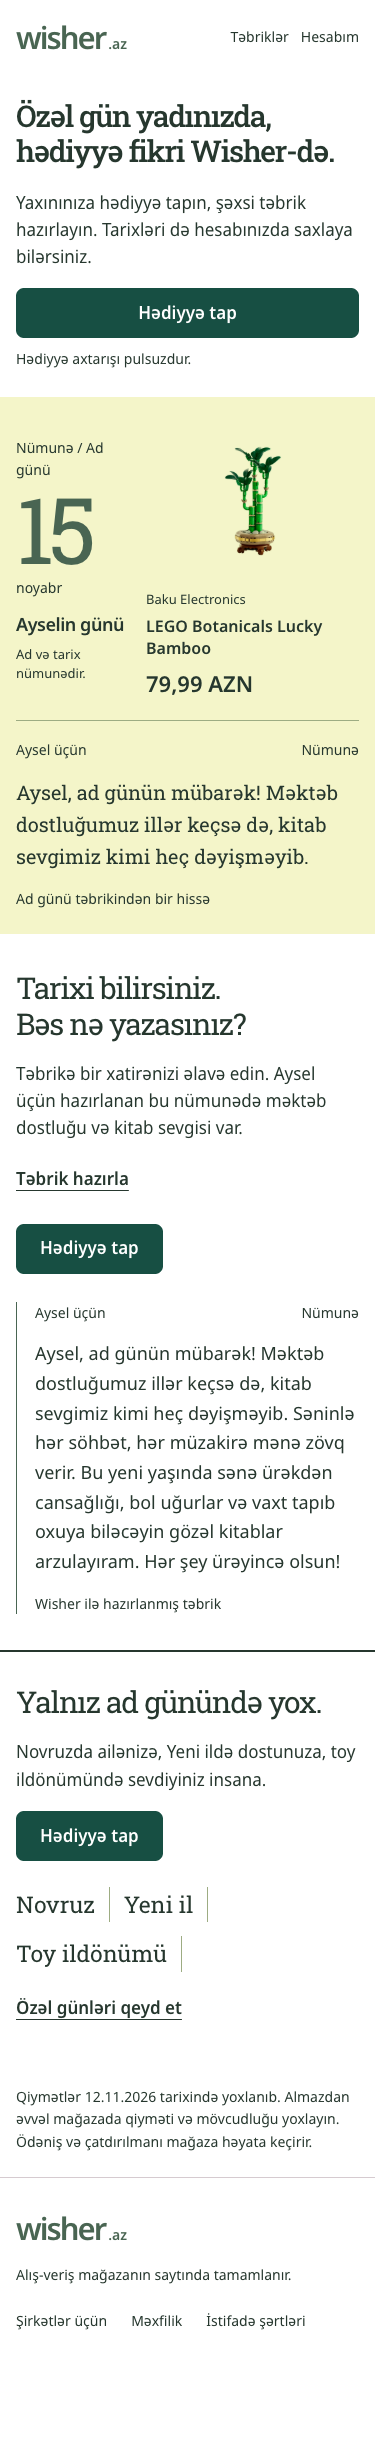 wisher.az
Təbriklər Hesabım
Özəl gün yadınızda,
hədiyyə fikri Wisher-də.
Yaxınınıza hədiyyə tapın, şəxsi təbrik
hazırlayın. Tarixləri də hesabınızda saxlaya
bilərsiniz.
Hədiyyə tap
Hədiyyə axtarışı pulsuzdur.
Nümunə / Ad
günü
15
noyabr
Ayselin günü
Ad və tarix
nümunədir.
Baku Electronics
LEGO Botanicals Lucky
Bamboo
79,99 AZN
Aysel üçün
Nümunə
Aysel, ad günün mübarək! Məktəb
dostluğumuz illər keçsə də, kitab
sevgimiz kimi heç dəyişməyib.
Ad günü təbrikindən bir hissə
Tarixi bilirsiniz.
Bəs nə yazasınız?
Təbrikə bir xatirənizi əlavə edin. Aysel
üçün hazırlanan bu nümunədə məktəb
dostluğu və kitab sevgisi var.
Təbrik hazırla
Hədiyyə tap
Aysel üçün
Nümunə
Aysel, ad günün mübarək! Məktəb
dostluğumuz illər keçsə də, kitab
sevgimiz kimi heç dəyişməyib. Səninlə
hər söhbət, hər müzakirə mənə zövq
verir. Bu yeni yaşında sənə ürəkdən
cansağlığı, bol uğurlar və vaxt tapıb
oxuya biləcəyin gözəl kitablar
arzulayıram. Hər şey ürəyincə olsun!
Wisher ilə hazırlanmış təbrik
Yalnız ad günündə yox.
Novruzda ailənizə, Yeni ildə dostunuza, toy
ildönümündə sevdiyiniz insana.
Hədiyyə tap
Novruz
Yeni il
Toy ildönümü
Özəl günləri qeyd et
Qiymətlər 12.11.2026 tarixində yoxlanıb. Almazdan
əvvəl mağazada qiyməti və mövcudluğu yoxlayın.
Ödəniş və çatdırılmanı mağaza həyata keçirir.
wisher.az
Alış-veriş mağazanın saytında tamamlanır.
Şirkətlər üçün Məxfilik İstifadə şərtləri